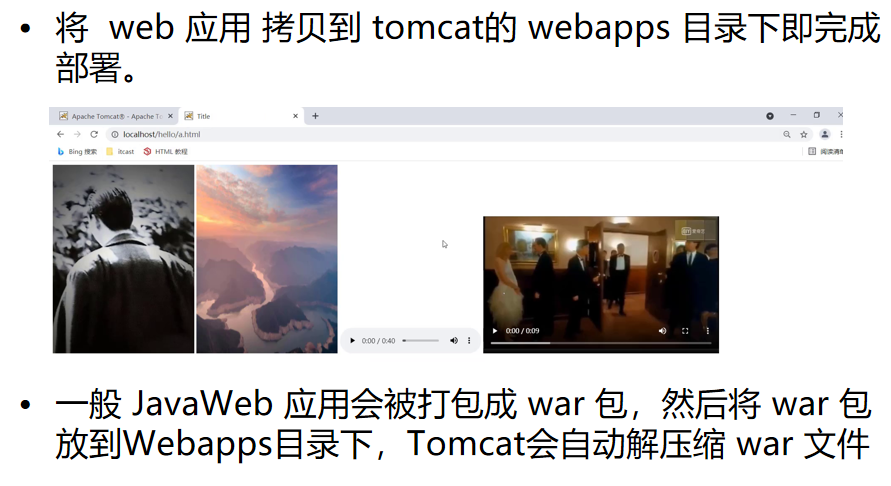 • 将 web 应用 拷贝到 tomcat的 webapps 目录下即完成
部署。
Apache Tomcat® - Apache To
Title
localhost/hello/a.html
Bing 搜索 itcast HTML 教程
阅读清单
爱奇艺
0:00 / 0:40
0:00 / 0:09
• 一般 JavaWeb 应用会被打包成 war 包，然后将 war 包
放到Webapps目录下，Tomcat会自动解压缩 war 文件